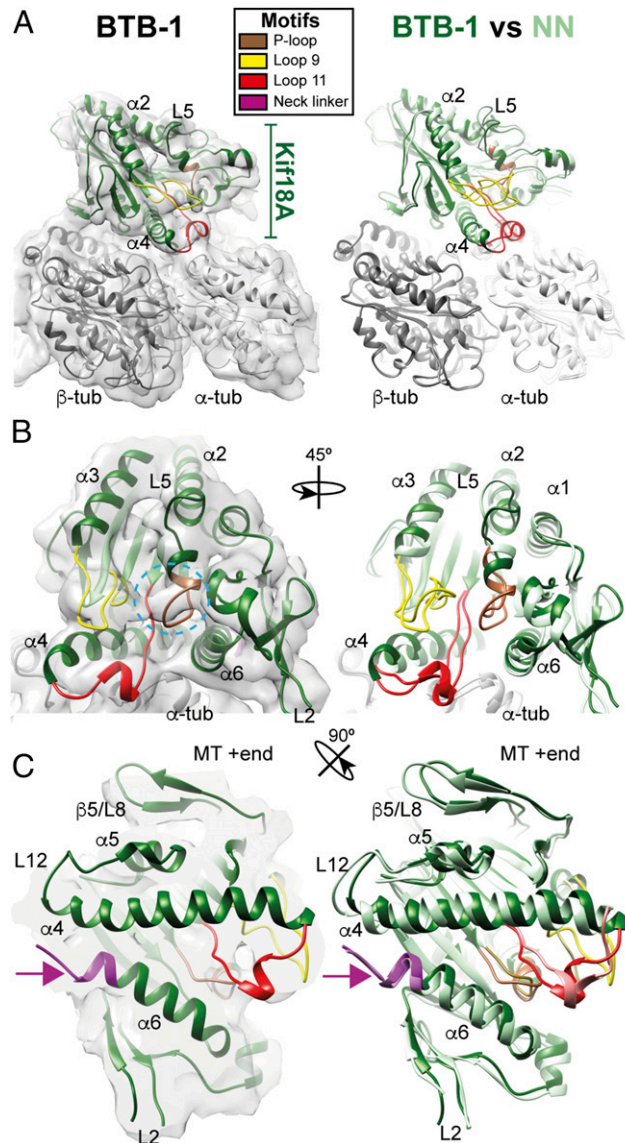 A
BTB-1
Motifs
P-loop
Loop 9
Loop 11
Neck linker
BTB-1 vs NN
α2
L5
Kif18A
α4
β-tub
α-tub
α2
L5
α4
β-tub
α-tub
B
α3
α2
L5
α4
α6
α-tub
L2
45º
α3
L5
α2
α1
α4
α6
α-tub
C
MT +end
90º
MT +end
β5/L8
α5
L12
α4
α6
L2
β5/L8
α5
L12
α4
α6
L2